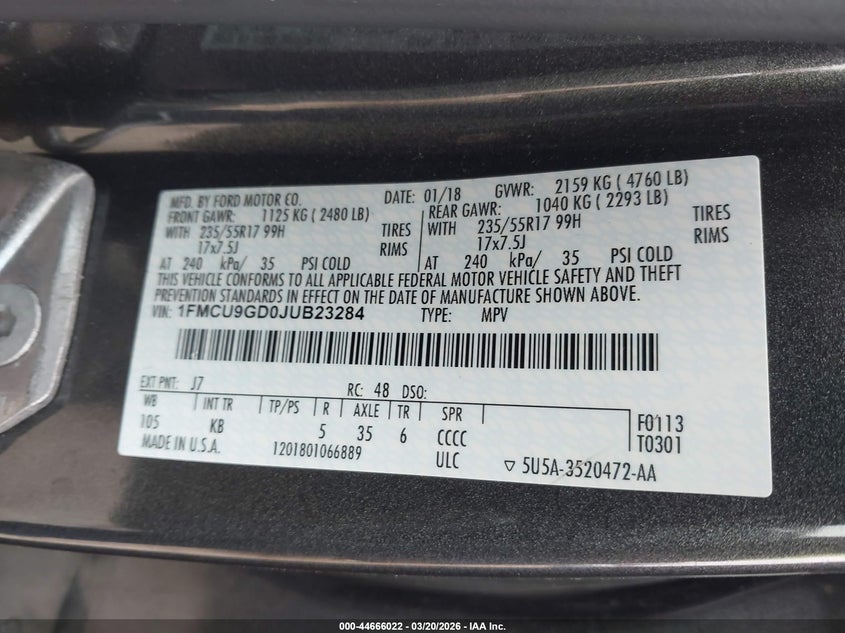 MFD. BY FORD MOTOR CO. DATE: 01/18 GVWR: 2159 KG ( 4760 LB)
FRONT GAWR: 1125 KG ( 2480 LB) REAR GAWR: 1040 KG ( 2293 LB)
WITH 235/55R17 99H TIRES WITH 235/55R17 99H TIRES
17x7.5J RIMS 17x7.5J RIMS
AT 240 kPa/ 35 PSI COLD AT 240 kPa/ 35 PSI COLD
THIS VEHICLE CONFORMS TO ALL APPLICABLE FEDERAL MOTOR VEHICLE SAFETY AND THEFT
PREVENTION STANDARDS IN EFFECT ON THE DATE OF MANUFACTURE SHOWN ABOVE.
VIN: 1FMCU9GD0JUB23284 TYPE: MPV
EXT PNT: J7 RC: 48 DSO:
WB INT TR TP/PS R AXLE TR SPR
105 KB 5 35 6 CCCC
F0113
T0301
MADE IN U.S.A. 1201801066889 ULC ▽ 5U5A-3520472-AA
000-44666022 — 03/20/2026 — IAA Inc.